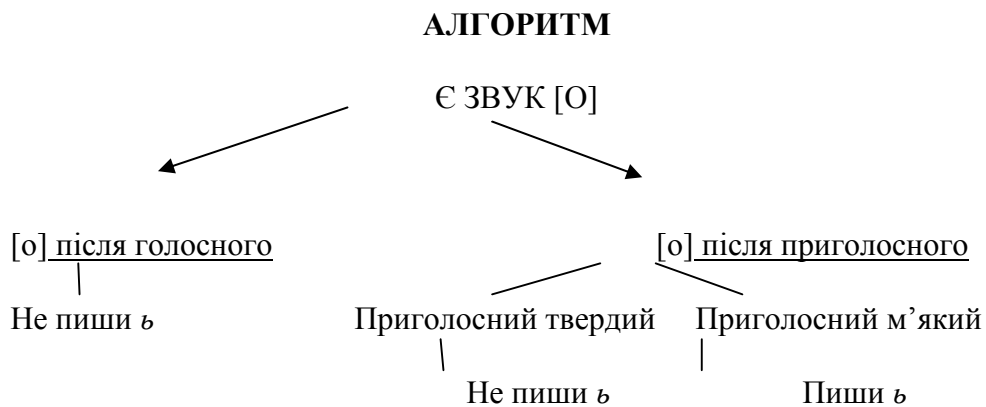 АЛГОРИТМ
Є ЗВУК [О]
[о] після голосного [о] після приголосного
Не пиши ь Приголосний твердий Приголосний м’який
Не пиши ь Пиши ь